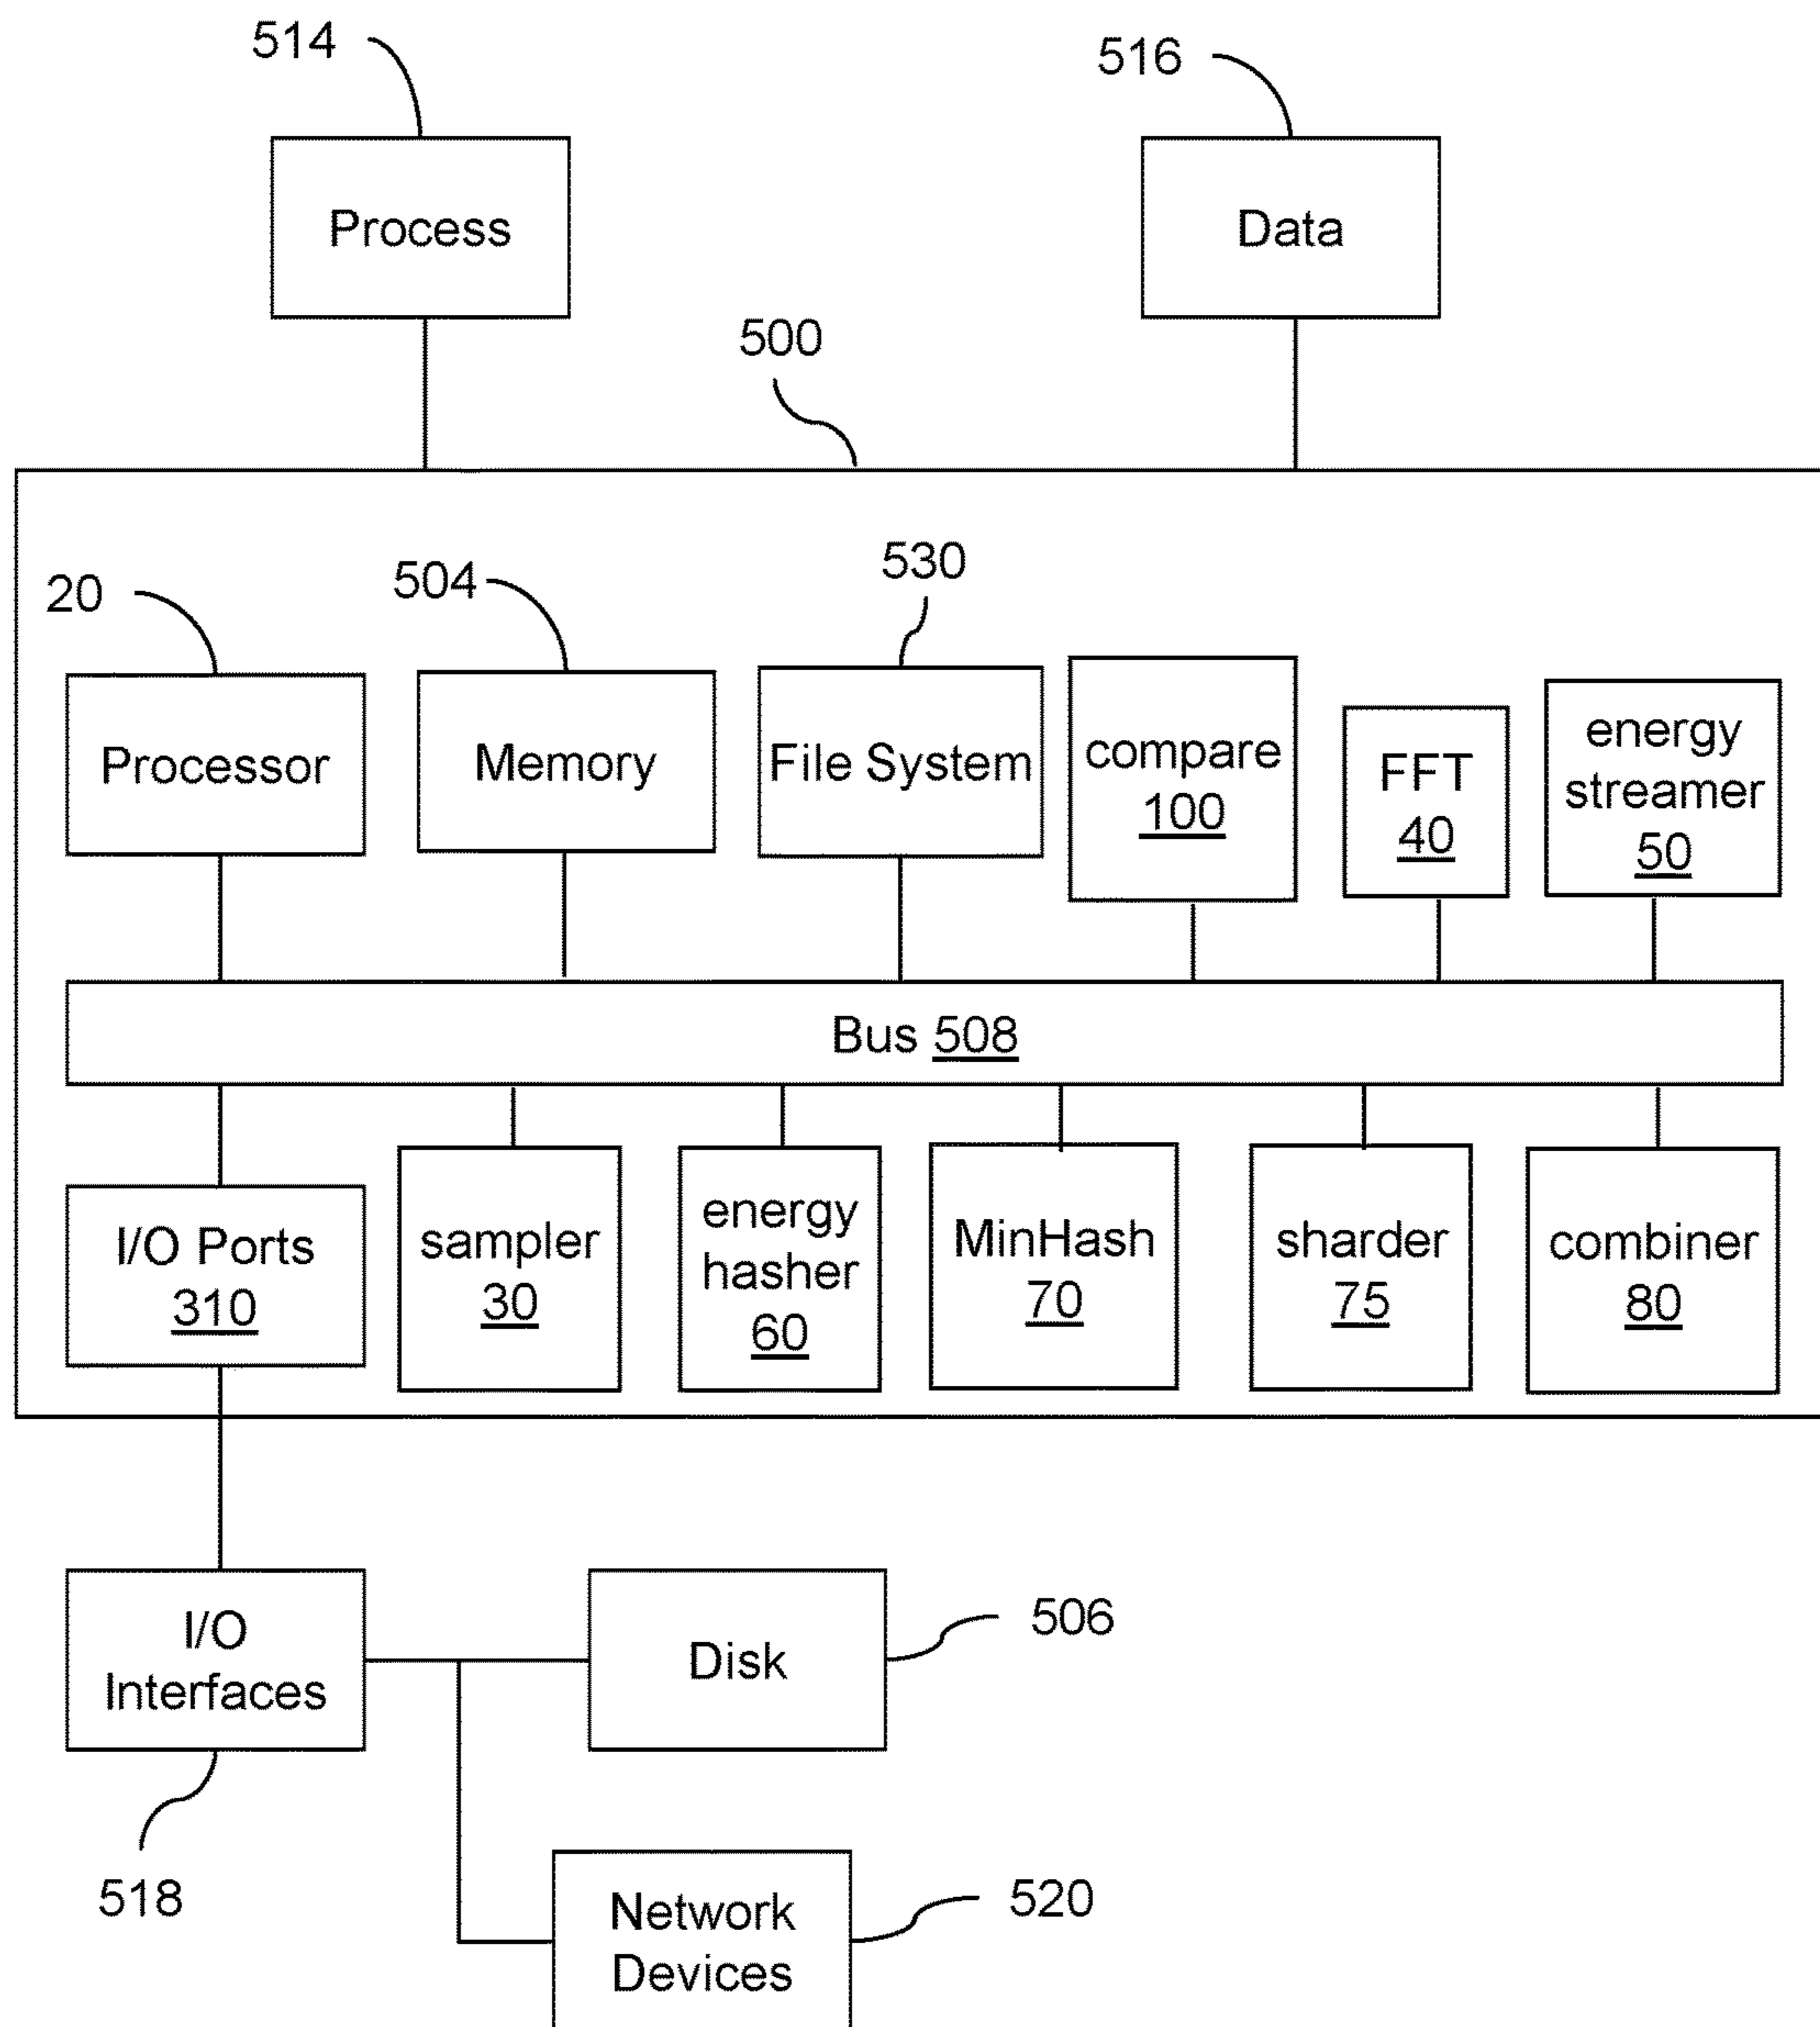 514
516
Process
Data
500
20
504
530
Processor
Memory
File System
compare
100
FFT
40
energy
streamer
50
Bus 508
I/O Ports
310
sampler
30
energy
hasher
60
MinHash
70
sharder
75
combiner
80
I/O
Interfaces
Disk
506
518
Network
Devices
520